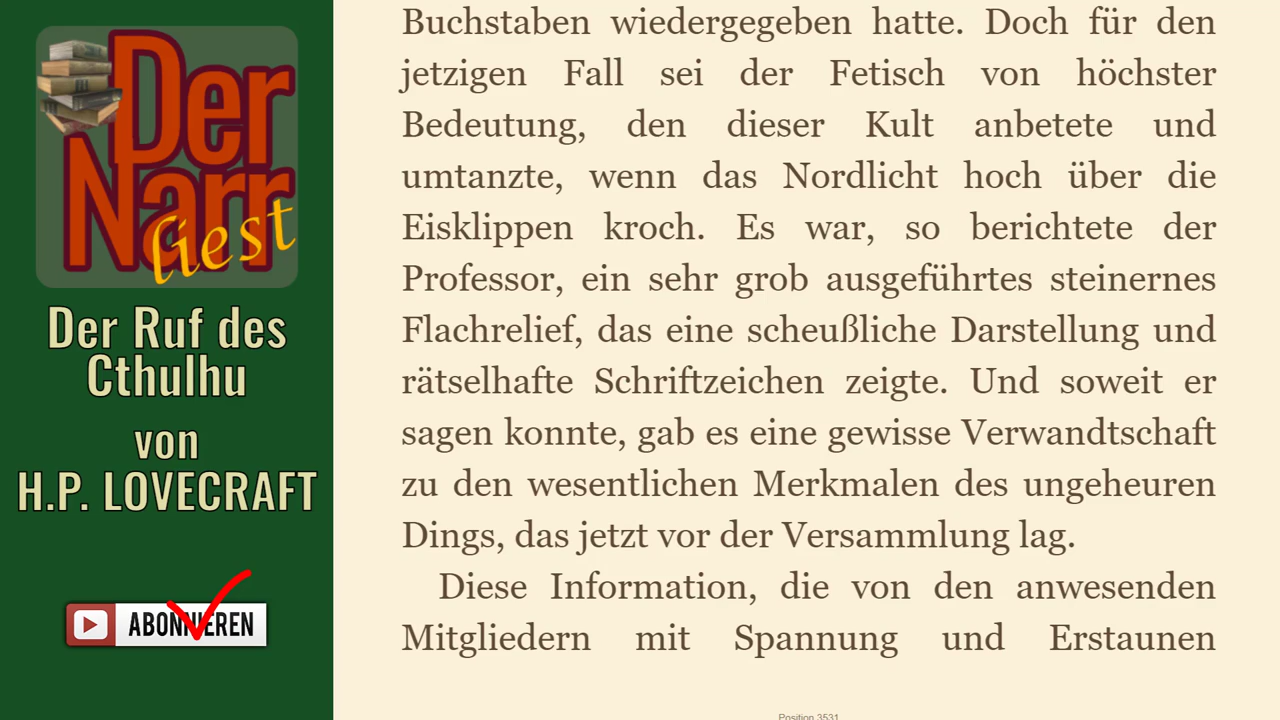 Der
Narr
liest
Der Ruf des
Cthulhu
von
H.P. LOVECRAFT
ABONNIEREN
Buchstaben wiedergegeben hatte. Doch für den
jetzigen Fall sei der Fetisch von höchster
Bedeutung, den dieser Kult anbetete und
umtanzte, wenn das Nordlicht hoch über die
Eisklippen kroch. Es war, so berichtete der
Professor, ein sehr grob ausgeführtes steinernes
Flachrelief, das eine scheußliche Darstellung und
rätselhafte Schriftzeichen zeigte. Und soweit er
sagen konnte, gab es eine gewisse Verwandtschaft
zu den wesentlichen Merkmalen des ungeheuren
Dings, das jetzt vor der Versammlung lag.
Diese Information, die von den anwesenden
Mitgliedern mit Spannung und Erstaunen
Position 3531